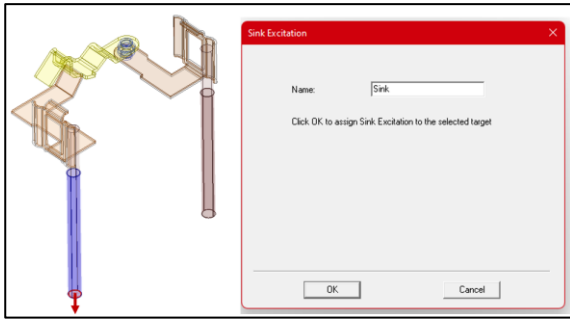 Sink Excitation
Name:
Sink
Click OK to assign Sink Excitation to the selected target
OK
Cancel